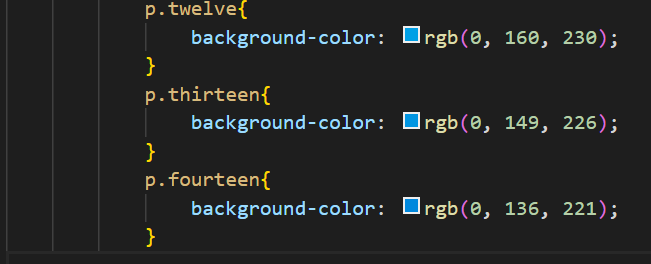 p.twelve{
background-color: rgb(0, 160, 230);
}
p.thirteen{
background-color: rgb(0, 149, 226);
}
p.fourteen{
background-color: rgb(0, 136, 221);
}